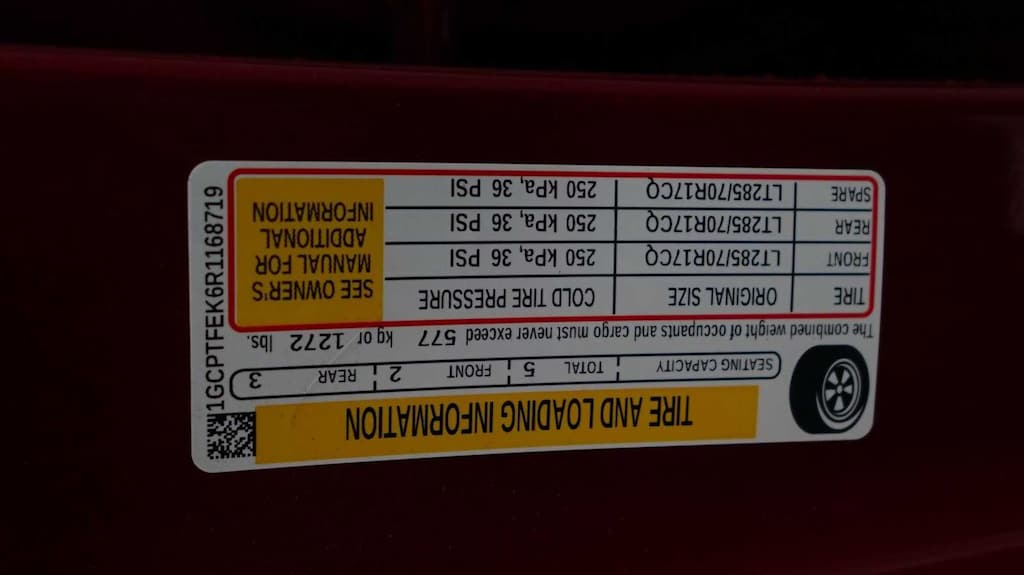 TIRE AND LOADING INFORMATION
SEATING CAPACITY TOTAL 5 FRONT 2 REAR 3
The combined weight of occupants and cargo must never exceed 577 kg or 1272 lbs.
TIRE ORIGINAL SIZE COLD TIRE PRESSURE
FRONT LT285/70R17CQ 250 kPa, 36 PSI
REAR LT285/70R17CQ 250 kPa, 36 PSI
SPARE LT285/70R17CQ 250 kPa, 36 PSI
SEE OWNER'S
MANUAL FOR
ADDITIONAL
INFORMATION
1GCPTFEK6R1168719